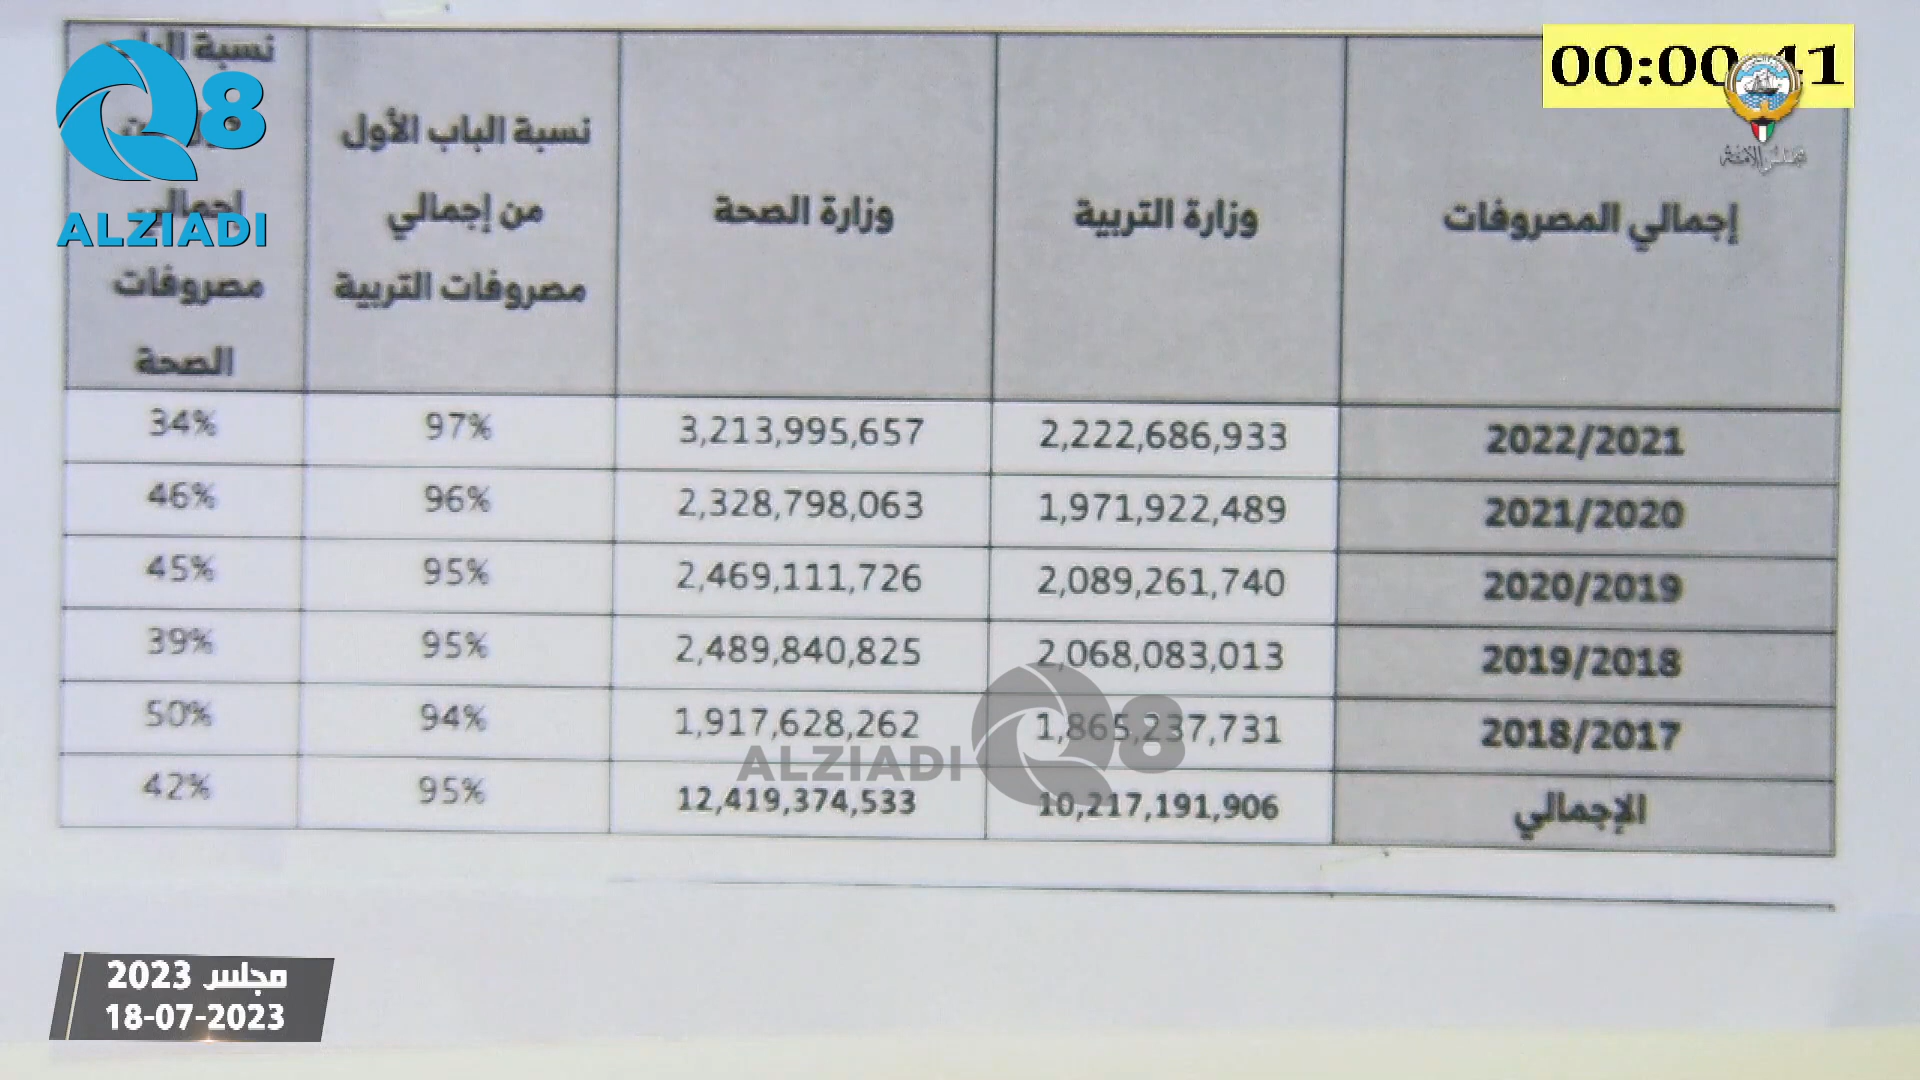 00:00:41
Q8
ALZIADI
مجلس الأمة
إجمالي المصروفات
وزارة التربية
وزارة الصحة
نسبة الباب الأول
من إجمالي
مصروفات التربية
نسبة
إجمالي
مصروفات
الصحة
2022/2021 2,222,686,933 3,213,995,657 97% 34%
2021/2020 1,971,922,489 2,328,798,063 96% 46%
2020/2019 2,089,261,740 2,469,111,726 95% 45%
2019/2018 2,068,083,013 2,489,840,825 95% 39%
2018/2017 1,865,237,731 1,917,628,262 94% 50%
الإجمالي 10,217,191,906 12,419,374,533 95% 42%
ALZIADI Q8
مجلس 2023
18-07-2023